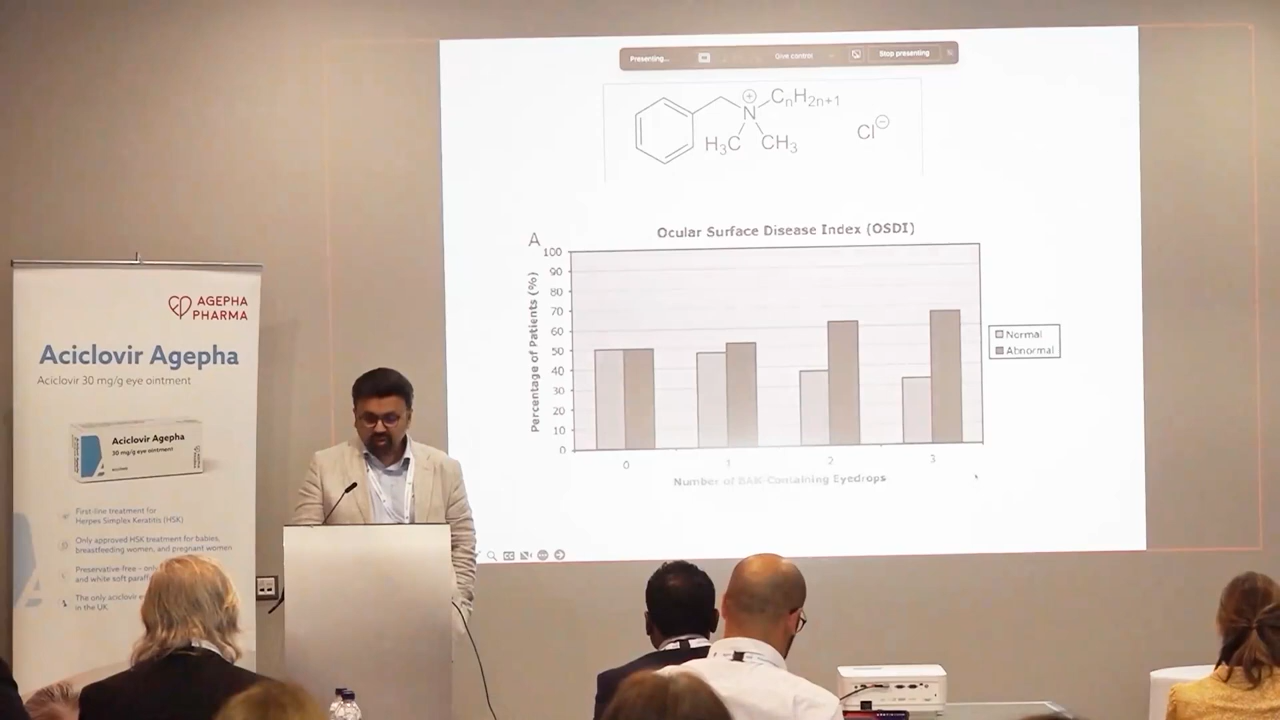 AGEPHA
PHARMA
Aciclovir Agepha
Aciclovir 30 mg/g eye ointment
Aciclovir Agepha
30 mg/g eye ointment
First-line treatment for
Herpes Simplex Keratitis (HSK)
Only approved HSK treatment for babies,
breastfeeding women, and pregnant women
Preservative-free –
and white soft
The only aciclovir
in the UK
Presenting...
Give control
Stop presenting
N
CnH2n+1
H3C
CH3
Cl
A
Ocular Surface Disease Index (OSDI)
Percentage of Patients (%)
100
90
80
70
60
50
40
30
20
10
0
0
1
2
3
Number of BAK-Containing Eyedrops
Normal
Abnormal
CC